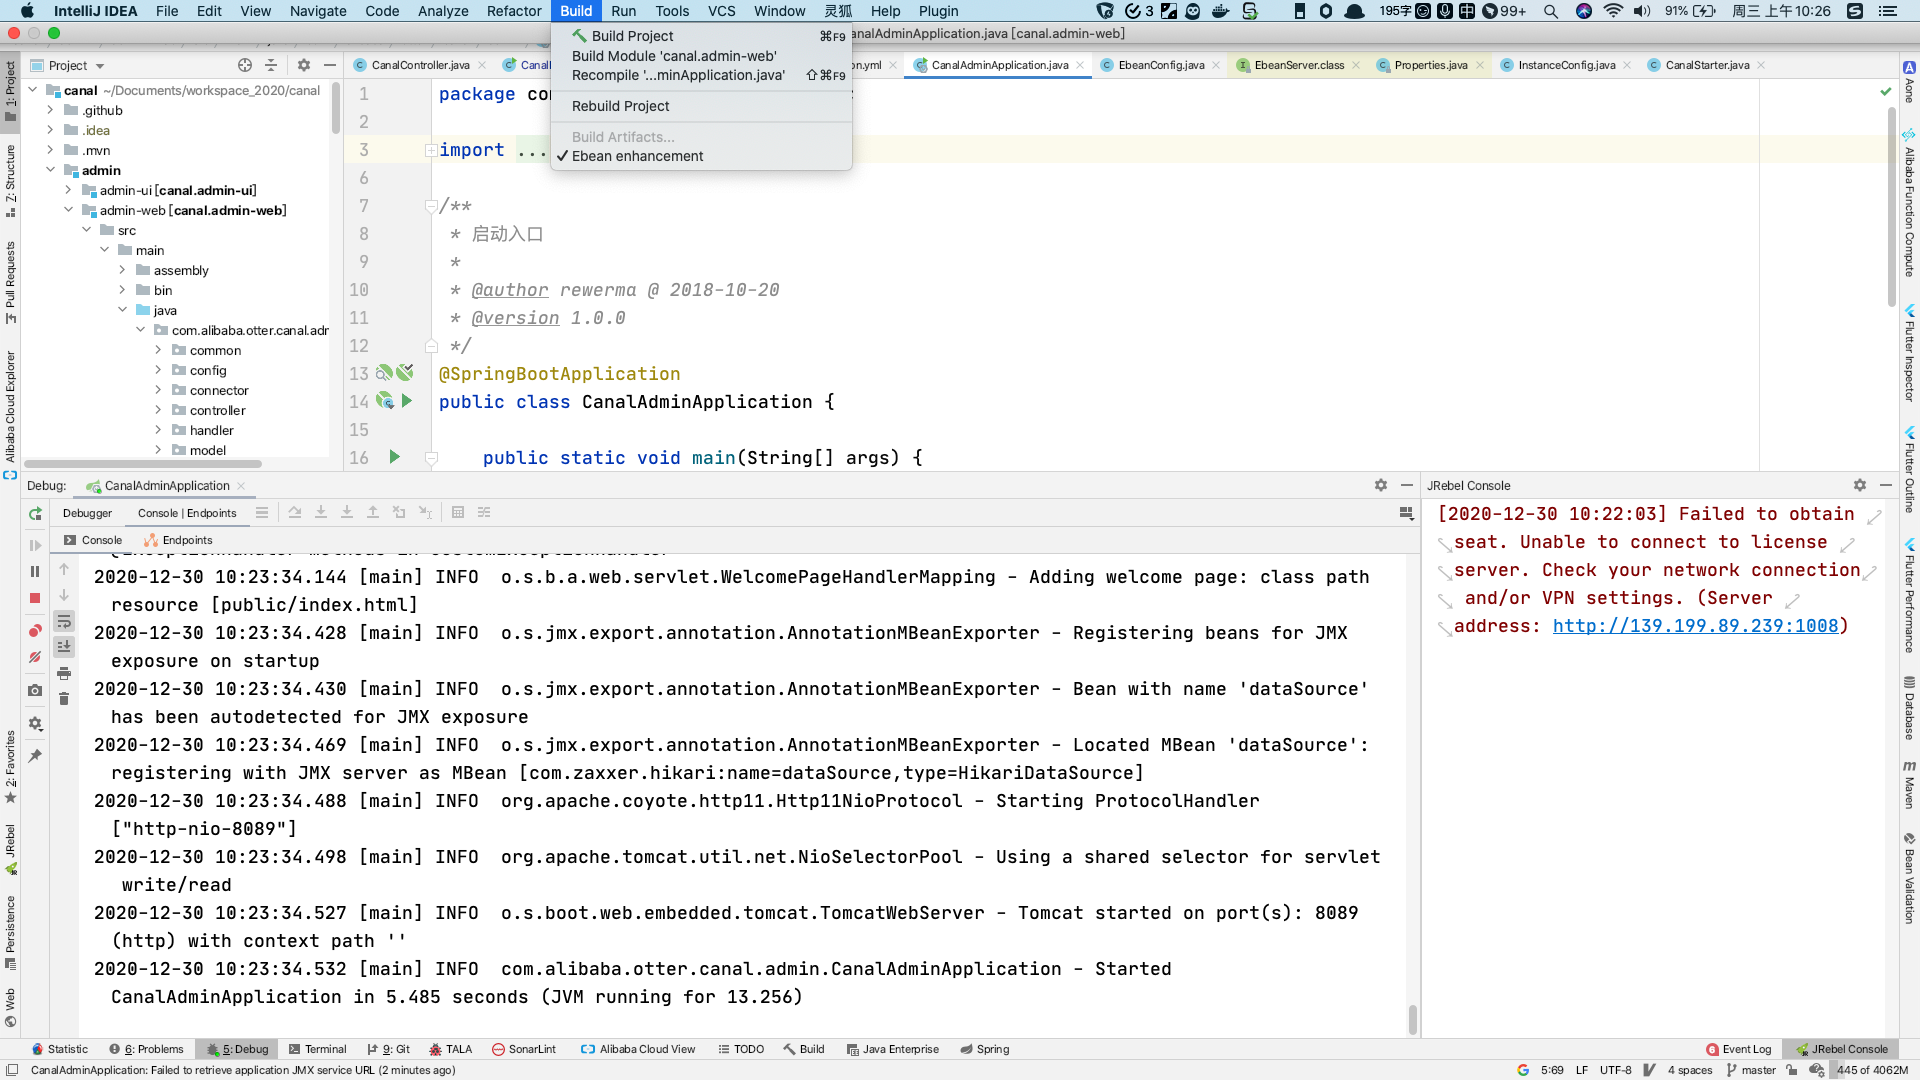 IntelliJ IDEA File Edit View Navigate Code Analyze Refactor Build Run Tools VCS Window 灵狐 Help Plugin
3 195字 中 99+ 91% 周三 上午10:26
CanalAdminApplication.java [canal.admin-web]
Build Project ⌘F9
Build Module 'canal.admin-web'
Recompile '...minApplication.java' ⇧⌘F9
Rebuild Project
Build Artifacts...
✓ Ebean enhancement
Project
CanalController.java
on.yml
CanalAdminApplication.java
EbeanConfig.java
EbeanServer.class
Properties.java
InstanceConfig.java
CanalStarter.java
canal ~/Documents/workspace_2020/canal
.github
.idea
.mvn
admin
admin-ui [canal.admin-ui]
admin-web [canal.admin-web]
src
main
assembly
bin
java
com.alibaba.otter.canal.adr
common
config
connector
controller
handler
model
1 package co
2
3 import ...
6
7 /**
8 * 启动入口
9 *
10 * @author rewerma @ 2018-10-20
11 * @version 1.0.0
12 */
13 @SpringBootApplication
14 public class CanalAdminApplication {
15
16 public static void main(String[] args) {
1: Project
Z: Structure
Pull Requests
Alibaba Cloud Explorer
2: Favorites
JRebel
Persistence
Web
Aone
Alibaba Function Compute
Flutter Inspector
Flutter Outline
Flutter Performance
Database
Maven
Bean Validation
Debug: CanalAdminApplication
Debugger Console | Endpoints
Console Endpoints
2020-12-30 10:23:34.144 [main] INFO o.s.b.a.web.servlet.WelcomePageHandlerMapping - Adding welcome page: class path
resource [public/index.html]
2020-12-30 10:23:34.428 [main] INFO o.s.jmx.export.annotation.AnnotationMBeanExporter - Registering beans for JMX
exposure on startup
2020-12-30 10:23:34.430 [main] INFO o.s.jmx.export.annotation.AnnotationMBeanExporter - Bean with name 'dataSource'
has been autodetected for JMX exposure
2020-12-30 10:23:34.469 [main] INFO o.s.jmx.export.annotation.AnnotationMBeanExporter - Located MBean 'dataSource':
registering with JMX server as MBean [com.zaxxer.hikari:name=dataSource,type=HikariDataSource]
2020-12-30 10:23:34.488 [main] INFO org.apache.coyote.http11.Http11NioProtocol - Starting ProtocolHandler
["http-nio-8089"]
2020-12-30 10:23:34.498 [main] INFO org.apache.tomcat.util.net.NioSelectorPool - Using a shared selector for servlet
write/read
2020-12-30 10:23:34.527 [main] INFO o.s.boot.web.embedded.tomcat.TomcatWebServer - Tomcat started on port(s): 8089
(http) with context path ''
2020-12-30 10:23:34.532 [main] INFO com.alibaba.otter.canal.admin.CanalAdminApplication - Started
CanalAdminApplication in 5.485 seconds (JVM running for 13.256)
JRebel Console
[2020-12-30 10:22:03] Failed to obtain
seat. Unable to connect to license
server. Check your network connection
and/or VPN settings. (Server
address: http://139.199.89.239:1008)
Statistic 6: Problems 5: Debug Terminal 9: Git TALA SonarLint Alibaba Cloud View TODO Build Java Enterprise Spring Event Log JRebel Console
CanalAdminApplication: Failed to retrieve application JMX service URL (2 minutes ago) 5:69 LF UTF-8 4 spaces master 445 of 4062M